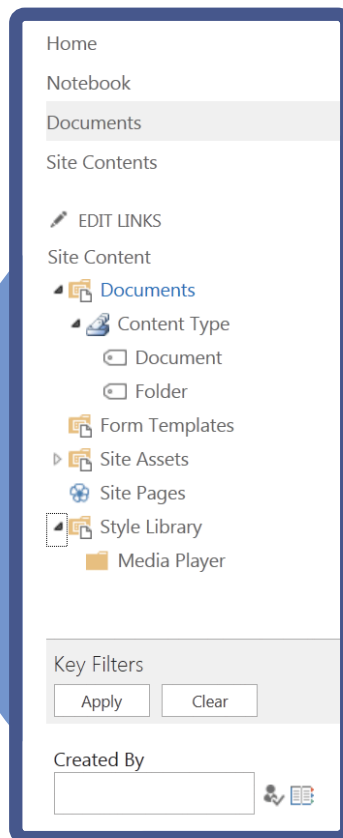 Home
Notebook
Documents
Site Contents
EDIT LINKS
Site Content
Documents
Content Type
Document
Folder
Form Templates
Site Assets
Site Pages
Style Library
Media Player
Key Filters
Apply Clear
Created By